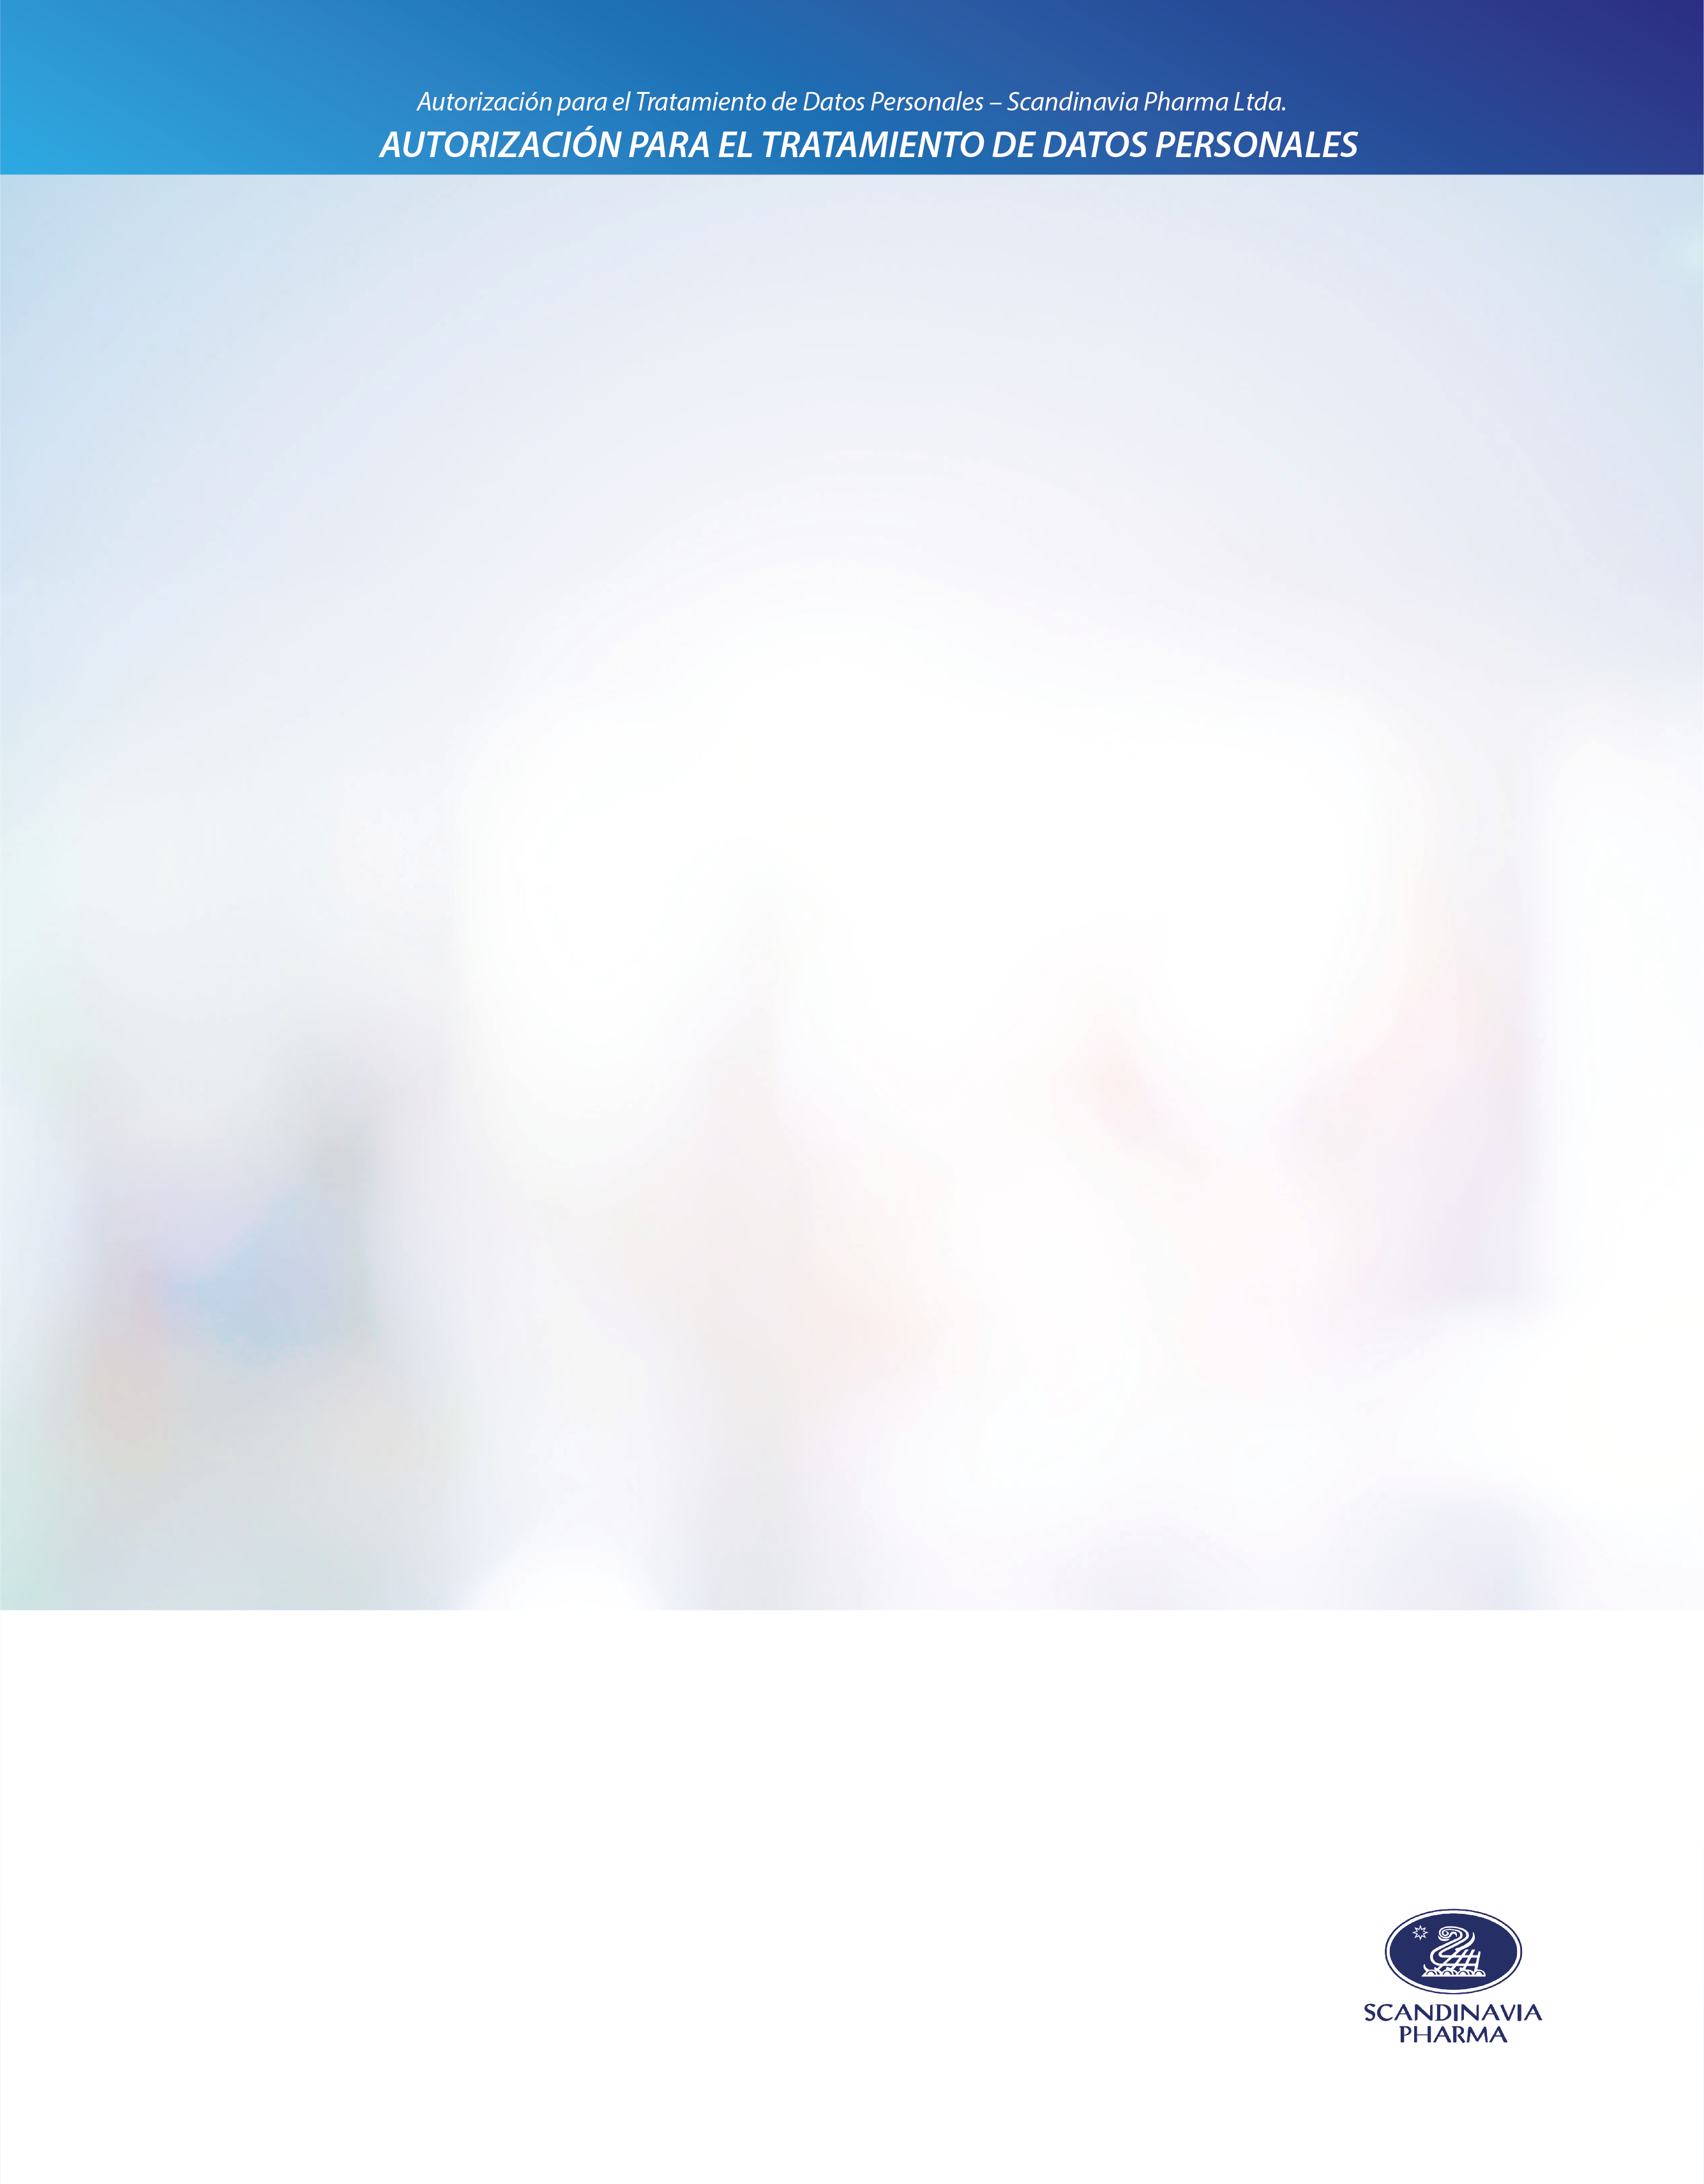 Autorización para el Tratamiento de Datos Personales – Scandinavia Pharma Ltda.
AUTORIZACIÓN PARA EL TRATAMIENTO DE DATOS PERSONALES
SCANDINAVIA
PHARMA